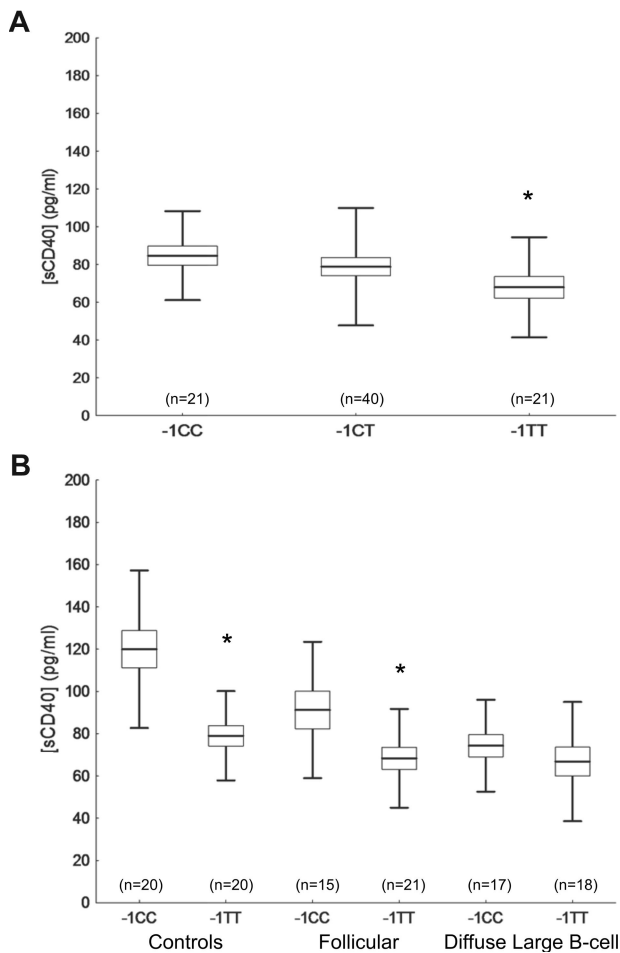 A
200
180
160
140
120
100
80
60
40
20
0
[sCD40] (pg/ml)
*
(n=21) (n=40) (n=21)
-1CC -1CT -1TT
B
200
180
160
140
120
100
80
60
40
20
0
[sCD40] (pg/ml)
* *
(n=20) (n=20) (n=15) (n=21) (n=17) (n=18)
-1CC -1TT -1CC -1TT -1CC -1TT
Controls Follicular Diffuse Large B-cell